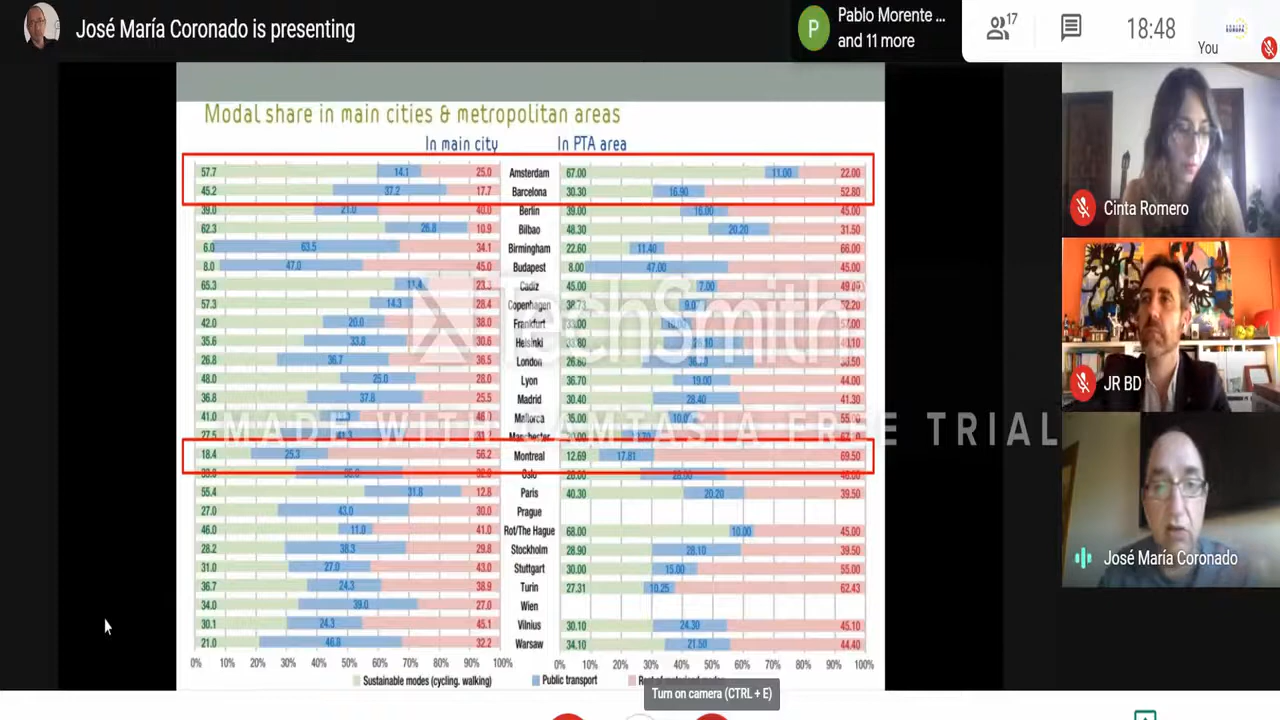 José María Coronado is presenting
Pablo Morente ...
and 11 more
P
17
18:48
You
Modal share in main cities & metropolitan areas
In main city In PTA area
57.7 14.1 25.0 Amsterdam 67.00 11.00 22.00
45.2 37.2 17.7 Barcelona 30.30 16.90 52.80
39.0 21.0 40.0 Berlin 39.00 16.00 45.00
62.3 26.8 10.9 Bilbao 48.30 20.20 31.50
6.0 63.5 34.1 Birmingham 22.60 11.40 66.00
8.0 47.0 45.0 Budapest 8.00 47.00 45.00
65.3 11.4 23.3 Cadiz 45.00 7.00
57.3 14.3 28.4 Copenhagen 38.73
42.0 20.0 38.0 Frankfurt 33.00
35.6 33.8 30.6 Helsinki
26.8 36.7 36.5 London 26.60
48.0 25.0 28.0 Lyon 36.70 19.00 44.00
36.8 37.8 25.5 Madrid 30.40 28.40 41.30
41.0 Mallorca 35.00
27.5 Manchester
18.4 25.3 56.2 Montreal 12.69 17.81 69.50
Oslo
55.4 31.8 12.8 Paris 40.30 20.20 39.50
27.0 43.0 30.0 Prague
46.0 11.0 41.0 Rot/The Hague 68.00 10.00 45.00
28.2 29.8 Stockholm 28.90 28.10 39.50
31.0 27.0 43.0 Stuttgart 30.00 15.00 55.00
36.7 24.3 38.9 Turin 27.31 10.25 62.43
34.0 39.0 27.0 Wien
30.1 24.3 45.1 Vilnius 30.10 24.30 45.10
21.0 46.8 32.2 Warsaw 34.10 21.50 44.40
0% 10% 20% 30% 40% 50% 60% 70% 80% 90% 100% 0% 10% 20% 30% 40% 50% 60% 70% 80% 90% 100%
Sustainable modes (cycling. walking) Public transport
Turn on camera (CTRL + E)
TechSmith
MADE WITH CAMTASIA FREE TRIAL
Cinta Romero
JR BD
José María Coronado